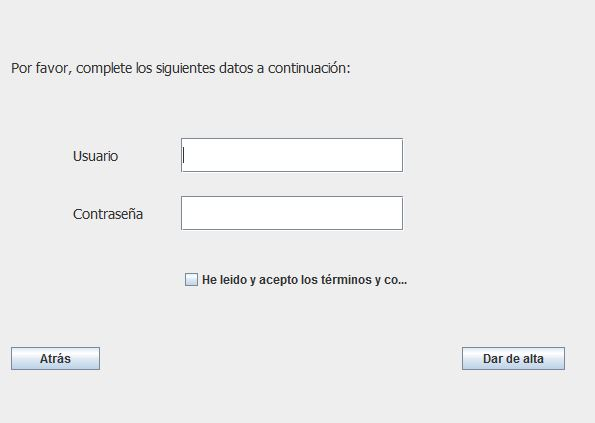 Por favor, complete los siguientes datos a continuación:
Usuario
Contraseña
He leido y acepto los términos y co...
Atrás
Dar de alta